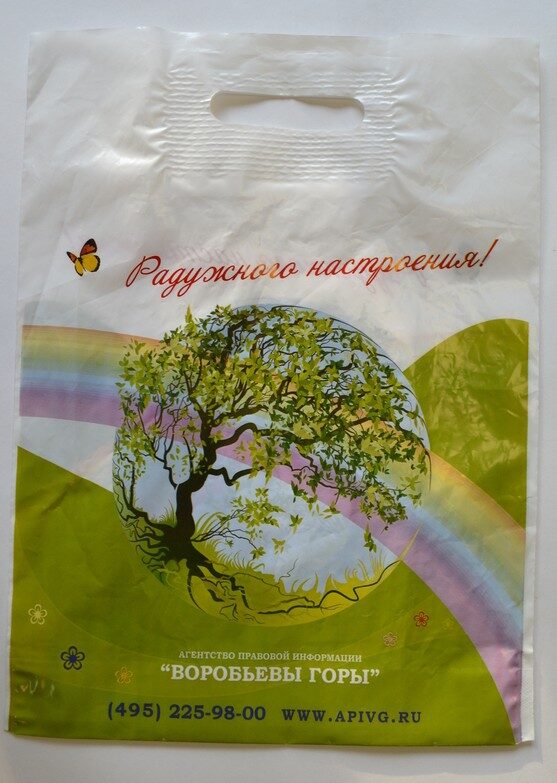 Радужного настроения!
АГЕНТСТВО ПРАВОВОЙ ИНФОРМАЦИИ
"ВОРОБЬЕВЫ ГОРЫ"
(495) 225-98-00 WWW.APIVG.RU